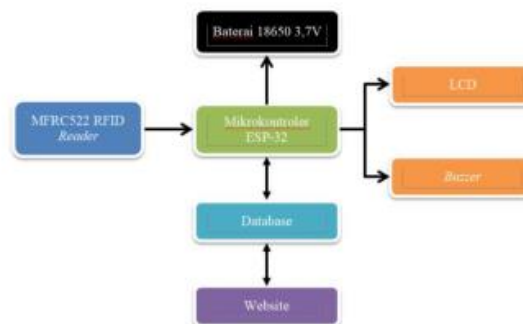 Baterai 18650 3,7V
MFRC522 RFID
Reader
Mikrokontroler
ESP-32
LCD
Buzzer
Database
Website